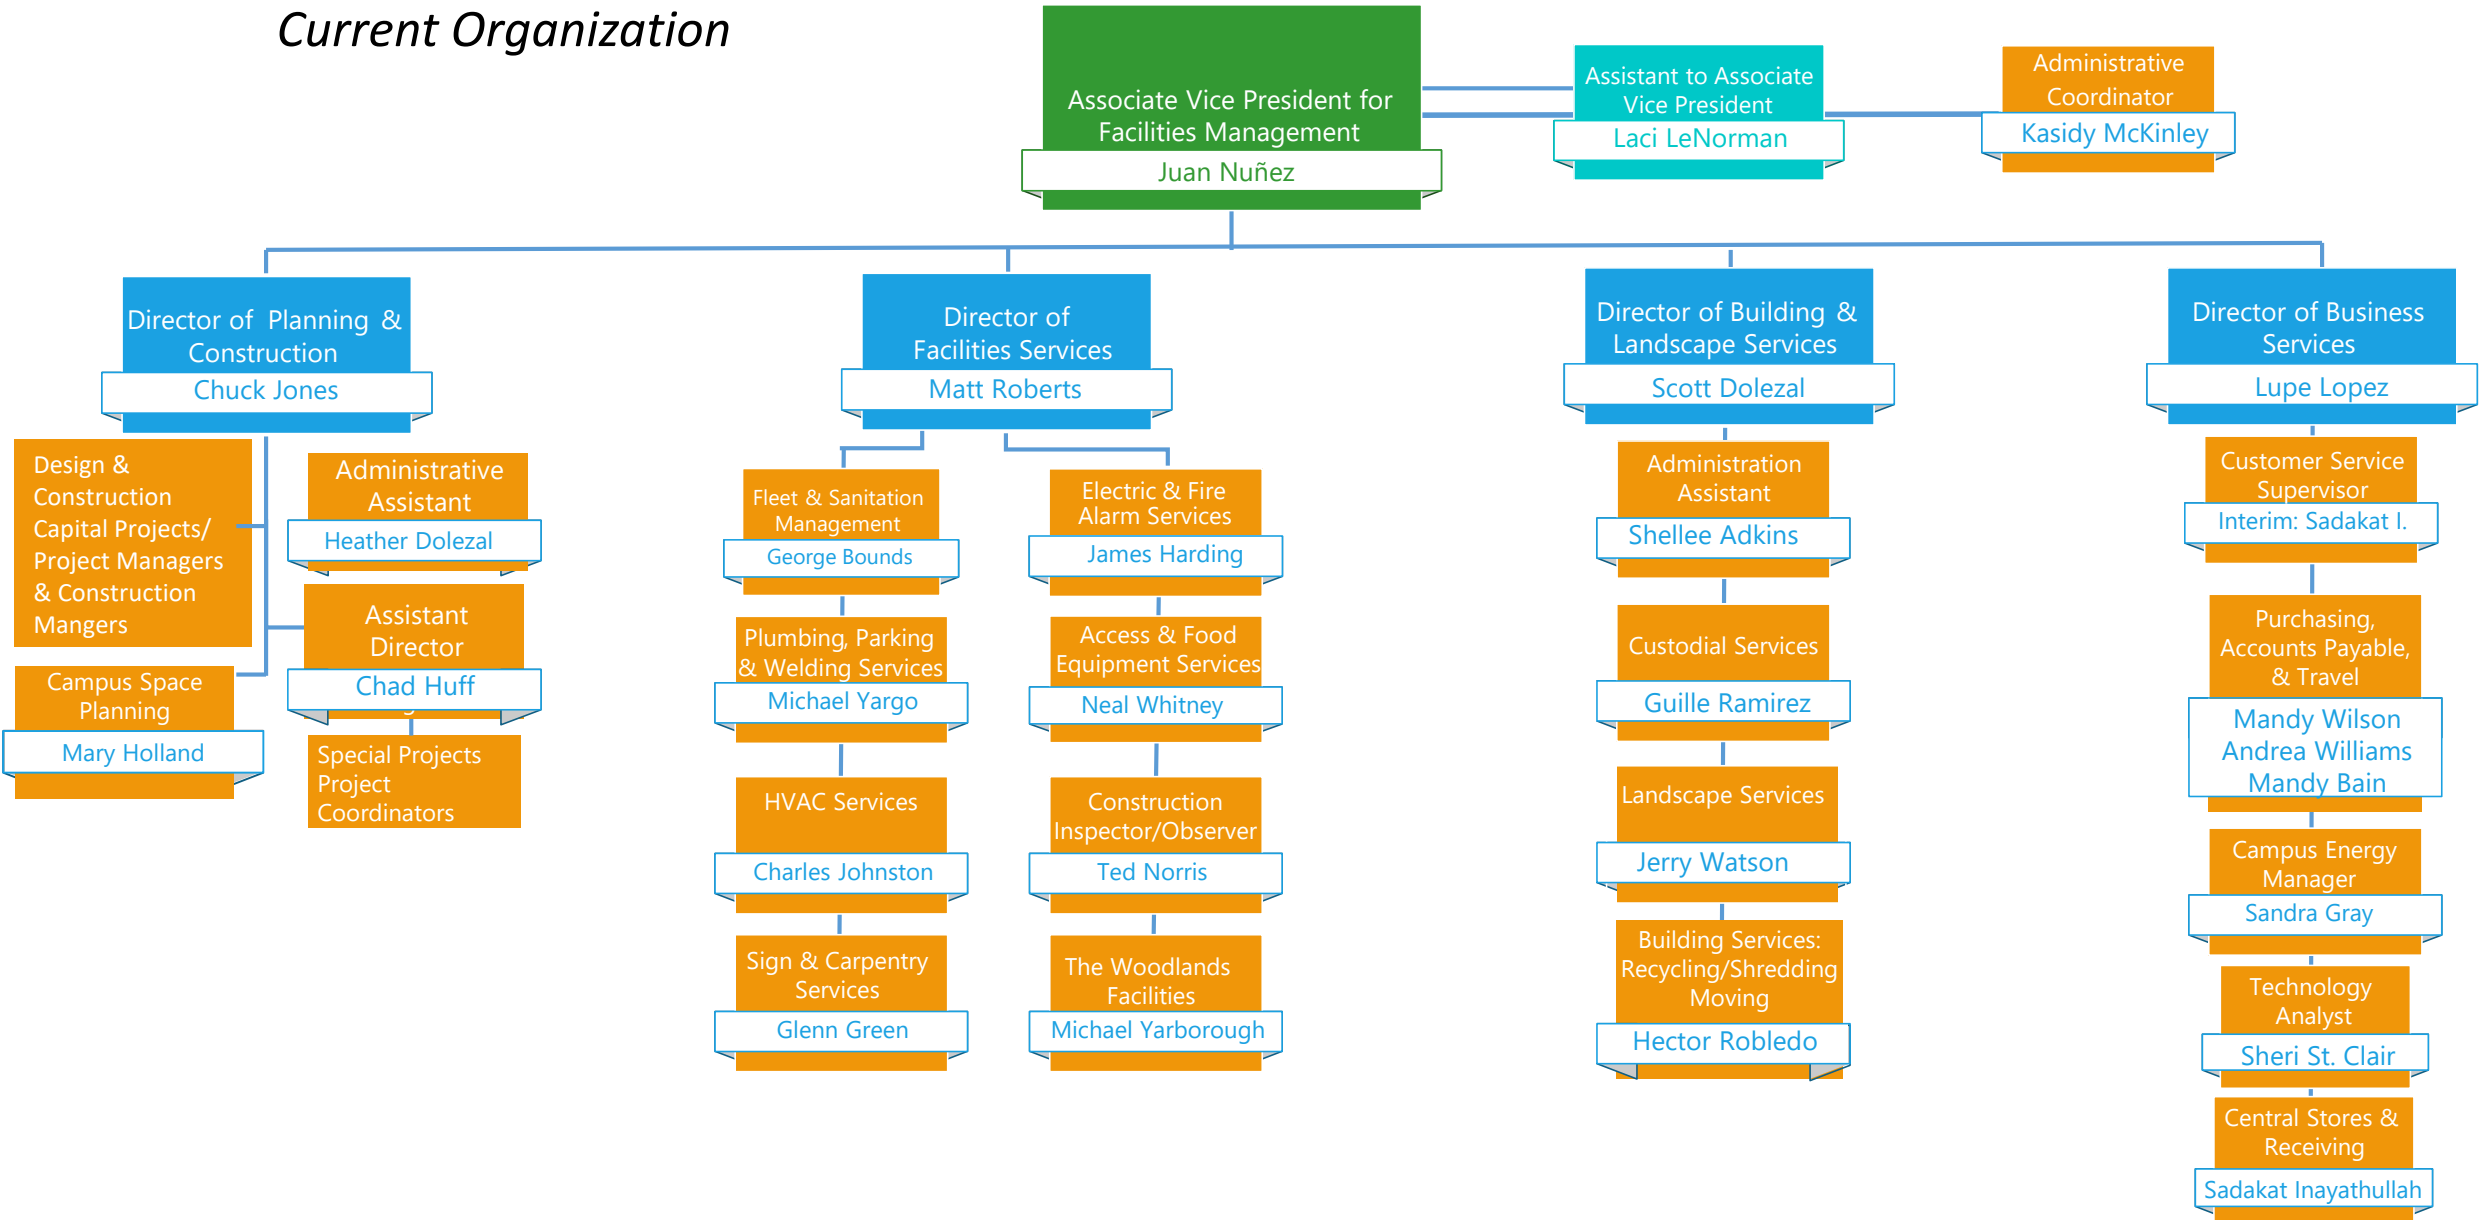 Current Organization
Associate Vice President for
Facilities Management
Juan Nuñez
Assistant to Associate
Vice President
Laci LeNorman
Administrative
Coordinator
Kasidy McKinley
Director of Planning &
Construction
Chuck Jones
Design &
Construction
Capital Projects/
Project Managers
& Construction
Mangers
Administrative
Assistant
Heather Dolezal
Assistant
Director
Chad Huff
Campus Space
Planning
Mary Holland
Special Projects
Project
Coordinators
Director of
Facilities Services
Matt Roberts
Fleet & Sanitation
Management
George Bounds
Plumbing, Parking
& Welding Services
Michael Yargo
HVAC Services
Charles Johnston
Sign & Carpentry
Services
Glenn Green
Electric & Fire
Alarm Services
James Harding
Access & Food
Equipment Services
Neal Whitney
Construction
Inspector/Observer
Ted Norris
The Woodlands
Facilities
Michael Yarborough
Director of Building &
Landscape Services
Scott Dolezal
Administration
Assistant
Shellee Adkins
Custodial Services
Guille Ramirez
Landscape Services
Jerry Watson
Building Services:
Recycling/Shredding
Moving
Hector Robledo
Director of Business
Services
Lupe Lopez
Customer Service
Supervisor
Interim: Sadakat I.
Purchasing,
Accounts Payable,
& Travel
Mandy Wilson
Andrea Williams
Mandy Bain
Campus Energy
Manager
Sandra Gray
Technology
Analyst
Sheri St. Clair
Central Stores &
Receiving
Sadakat Inayathullah